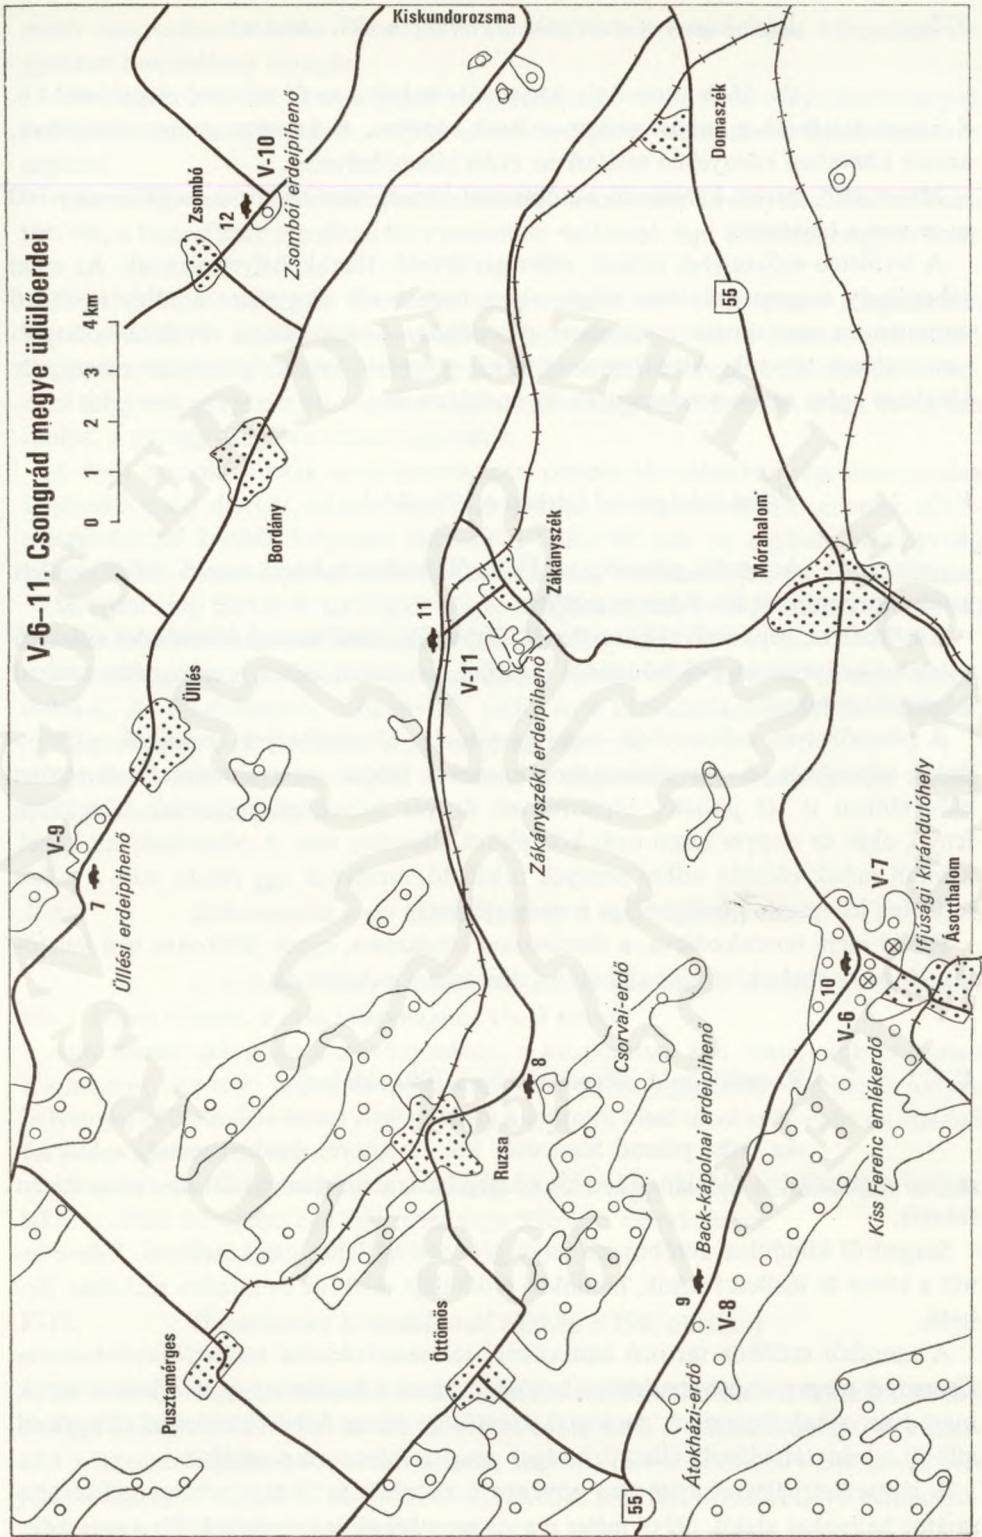 V-6—11. Csongrád megye üdülőerdei
0 1 2 3 4 km
Kiskundorozsma
Zsombó
12
V-10
Zsombói erdeipihenő
Domaszék
55
Bordány
Üllés
V-9
7
Üllési erdeipihenő
Zákányszék
11
V-11
Zákányszéki erdeipihenő
Mórahalom
Pusztamérges
Ruzsa
8
Csorvai-erdő
Öttömös
V-7
Ifjúsági kirándulóhely
Ásotthalom
10
V-6
Kiss Ferenc emlékerdő
Back-kápolnai erdeipihenő
9
V-8
Átokházi-erdő
55
1866